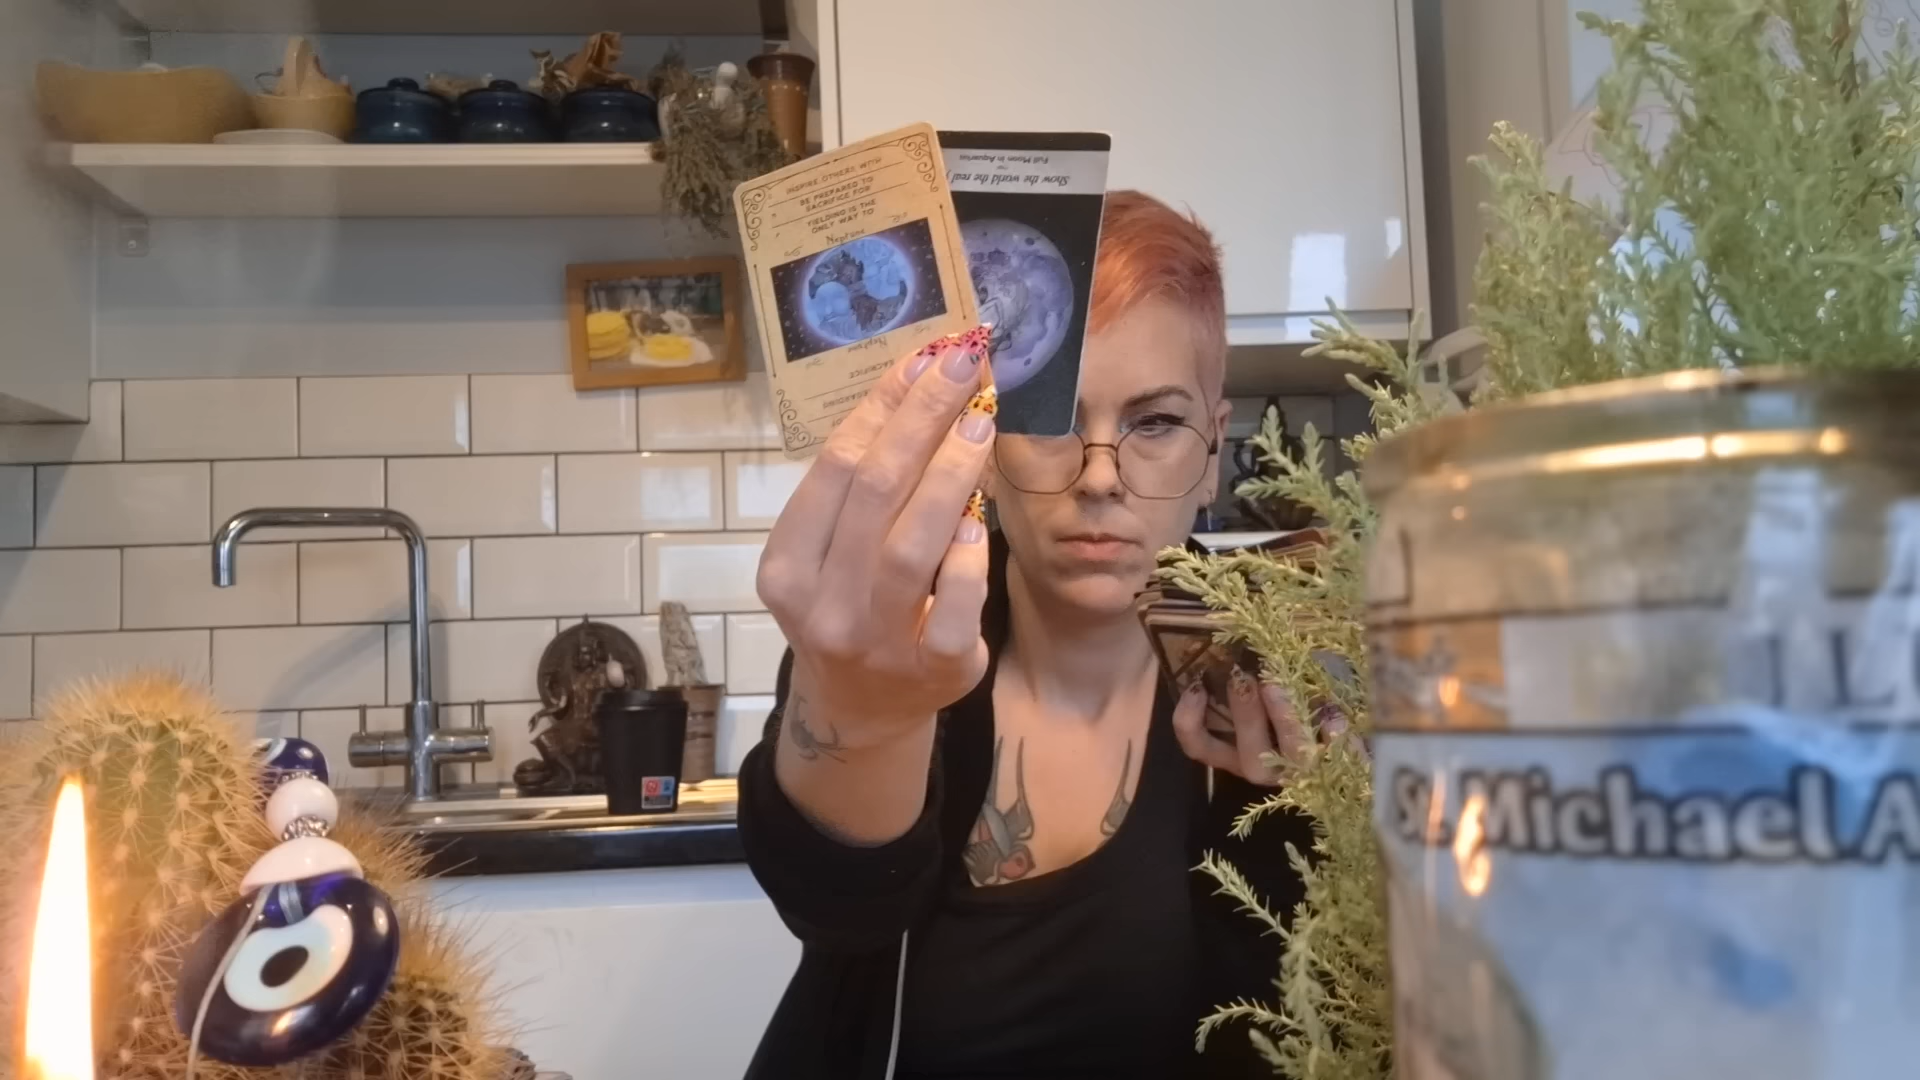 INSPIRE OTHERS WITH
BE PREPARED TO
SACRIFICE FOR
YIELDING IS THE
ONLY WAY TO
Neptune
Neptune
SACRIFICE
REGARDING
Full Moon in Aquarius
Show the world the real
St. Michael A